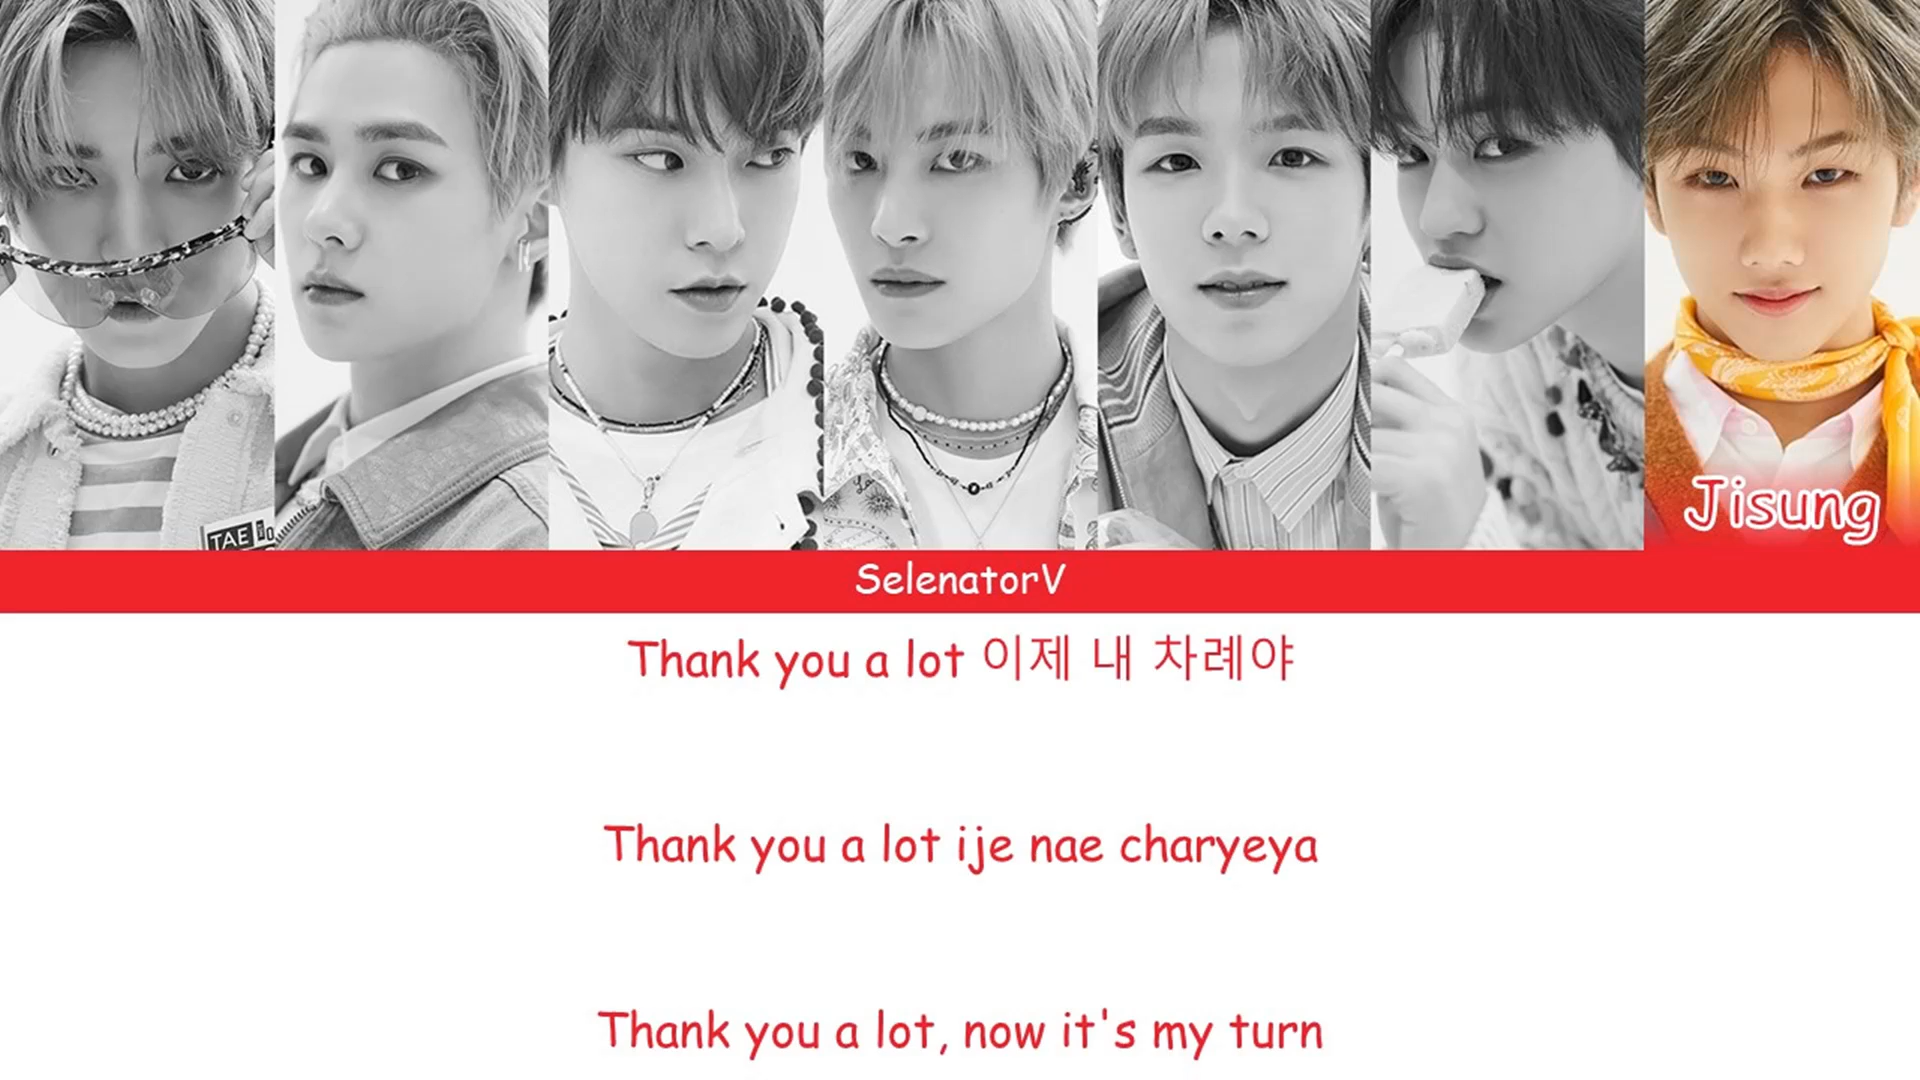 TAE
Jisung
SelenatorV
Thank you a lot 이제 내 차례야
Thank you a lot ije nae charyeya
Thank you a lot, now it's my turn